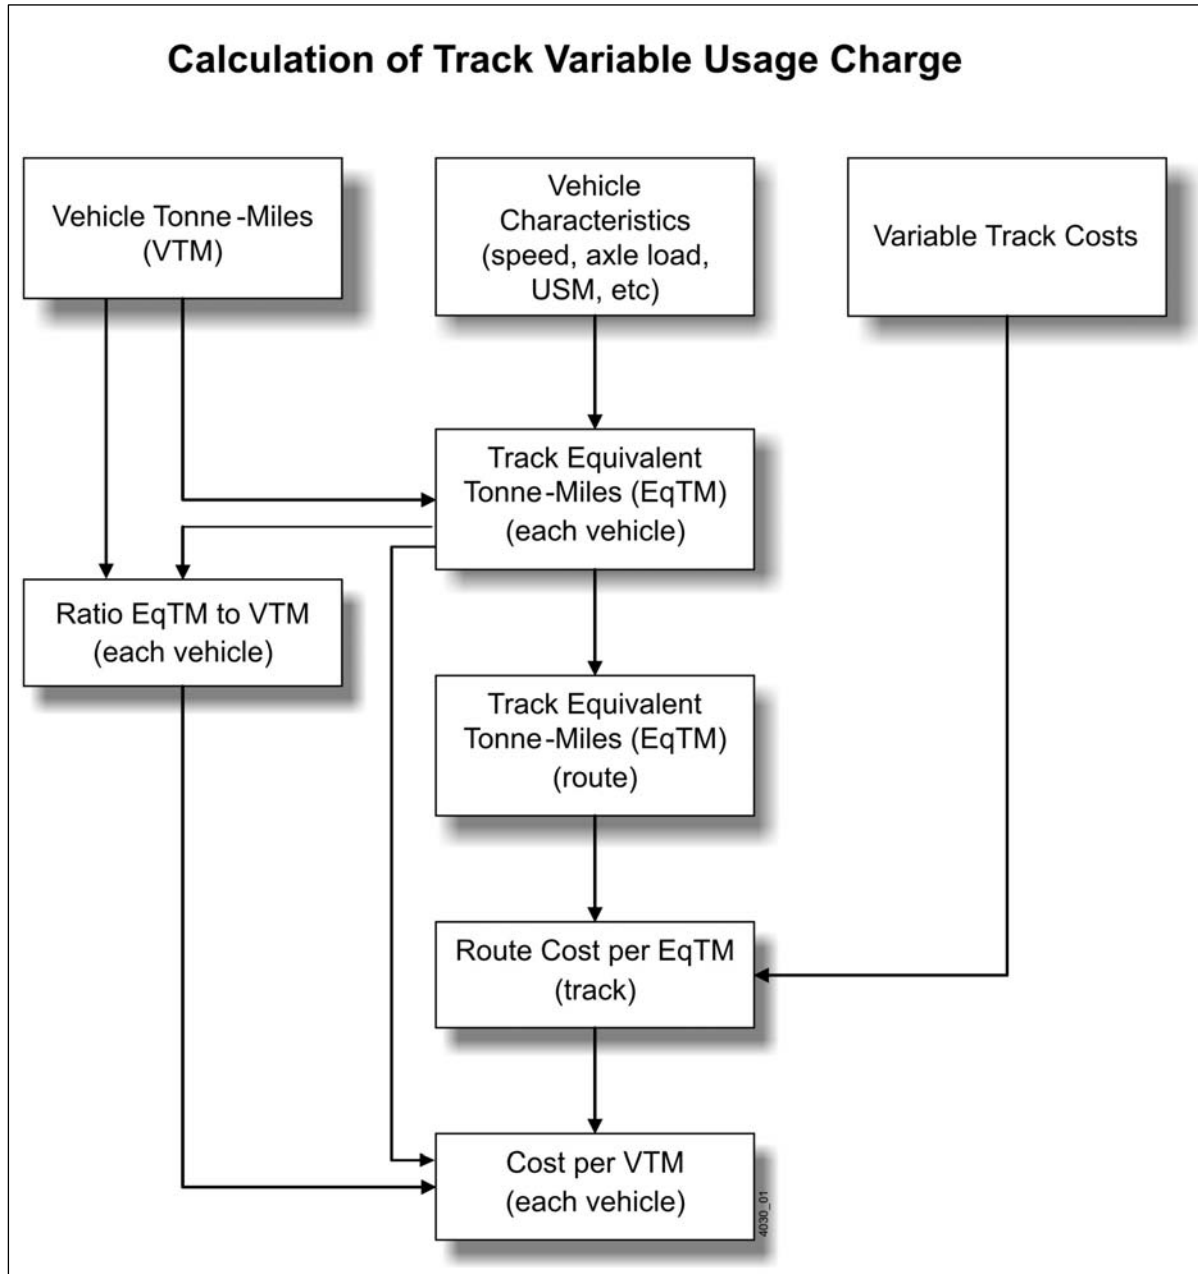 Calculation of Track Variable Usage Charge
Vehicle Tonne-Miles
(VTM)
Vehicle
Characteristics
(speed, axle load,
USM, etc)
Variable Track Costs
Track Equivalent
Tonne-Miles (EqTM)
(each vehicle)
Ratio EqTM to VTM
(each vehicle)
Track Equivalent
Tonne-Miles (EqTM)
(route)
Route Cost per EqTM
(track)
Cost per VTM
(each vehicle)
4030_01